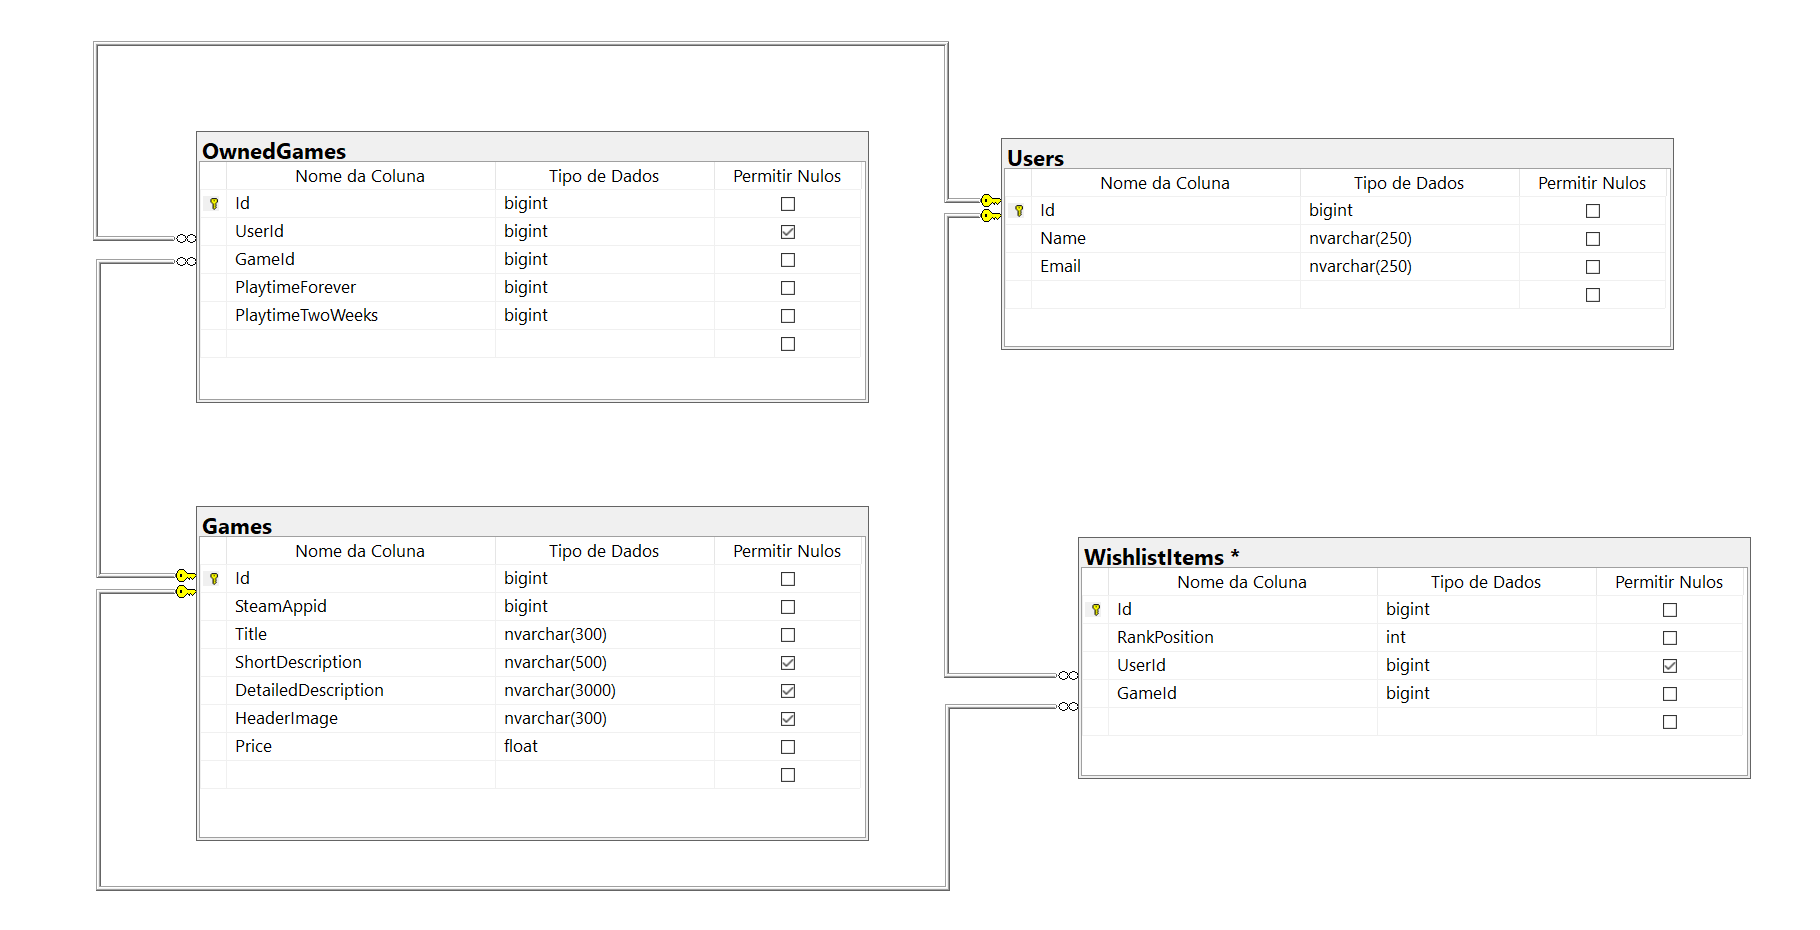 OwnedGames
Nome da Coluna Tipo de Dados Permitir Nulos
Id bigint
UserId bigint
GameId bigint
PlaytimeForever bigint
PlaytimeTwoWeeks bigint
Users
Nome da Coluna Tipo de Dados Permitir Nulos
Id bigint
Name nvarchar(250)
Email nvarchar(250)
Games
Nome da Coluna Tipo de Dados Permitir Nulos
Id bigint
SteamAppid bigint
Title nvarchar(300)
ShortDescription nvarchar(500)
DetailedDescription nvarchar(3000)
HeaderImage nvarchar(300)
Price float
WishlistItems *
Nome da Coluna Tipo de Dados Permitir Nulos
Id bigint
RankPosition int
UserId bigint
GameId bigint